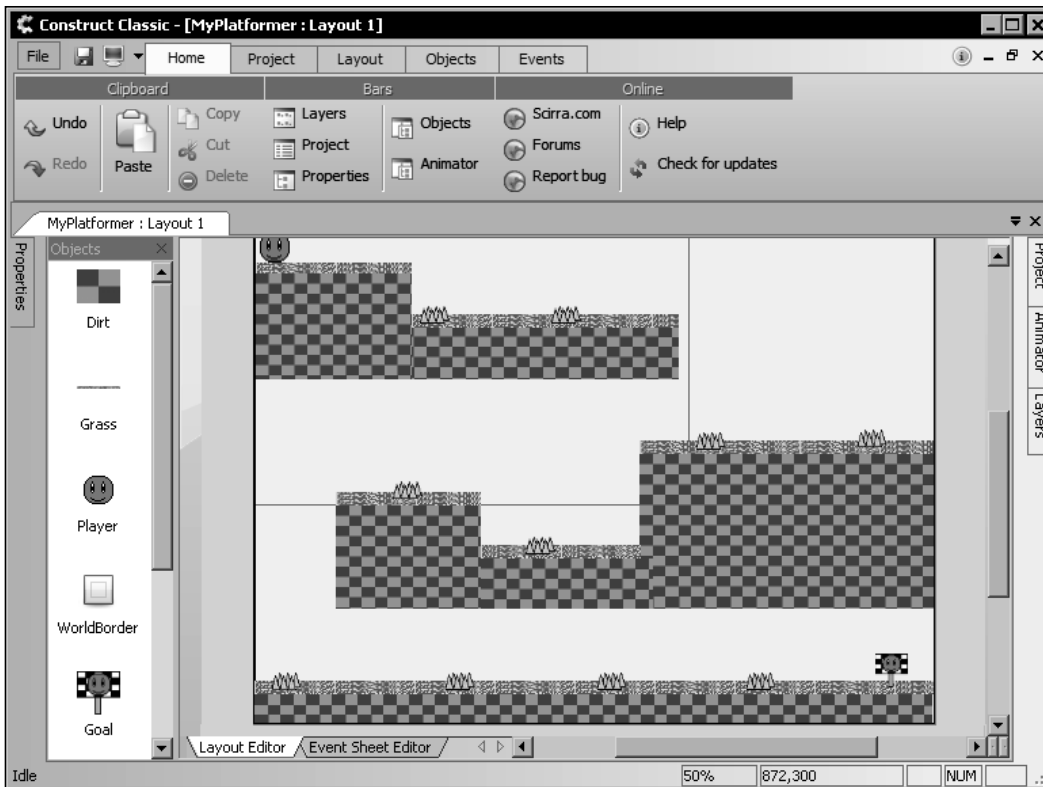 Construct Classic - [MyPlatformer : Layout 1]
File
Home
Project
Layout
Objects
Events
Clipboard
Bars
Online
Undo
Redo
Paste
Copy
Cut
Delete
Layers
Project
Properties
Objects
Animator
Scirra.com
Forums
Report bug
Help
Check for updates
MyPlatformer : Layout 1
Properties
Objects
Dirt
Grass
Player
WorldBorder
Goal
Project
Animator
Layers
Layout Editor
Event Sheet Editor
Idle
50%
872,300
NUM